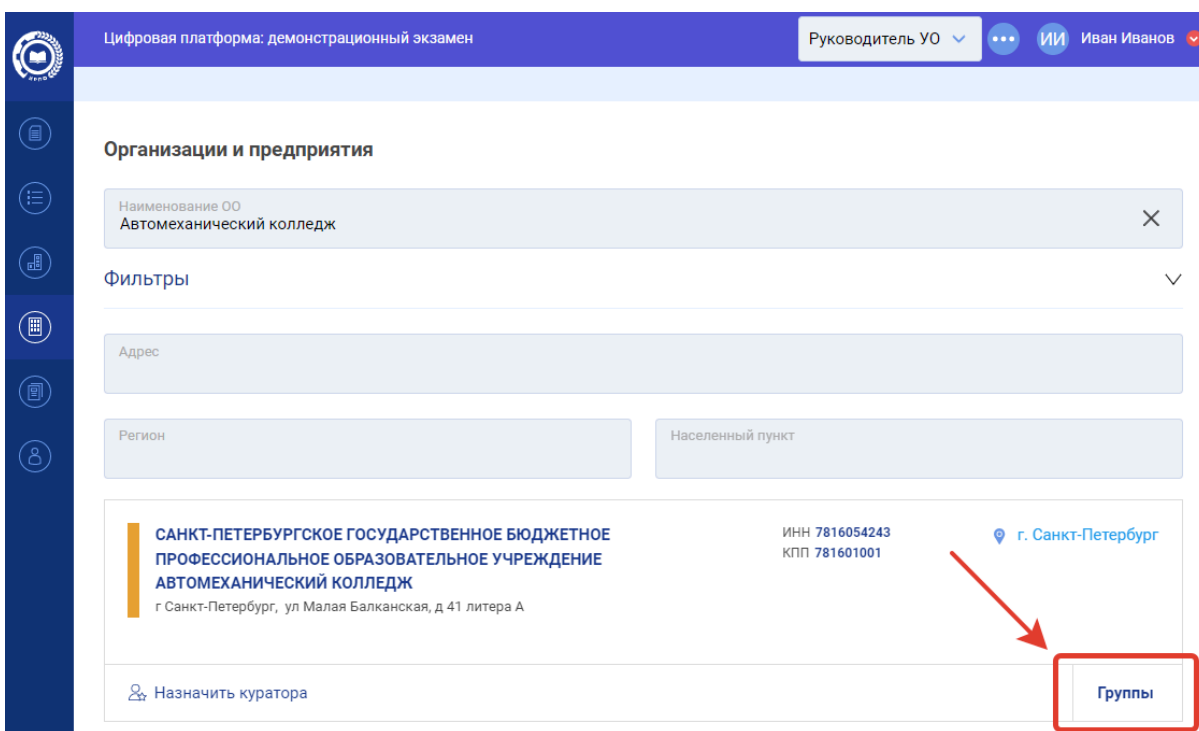 Цифровая платформа: демонстрационный экзамен
Руководитель УО
ИИ
Иван Иванов
Организации и предприятия
Наименование ОО
Автомеханический колледж
Фильтры
Адрес
Регион
Населенный пункт
САНКТ-ПЕТЕРБУРГСКОЕ ГОСУДАРСТВЕННОЕ БЮДЖЕТНОЕ
ПРОФЕССИОНАЛЬНОЕ ОБРАЗОВАТЕЛЬНОЕ УЧРЕЖДЕНИЕ
АВТОМЕХАНИЧЕСКИЙ КОЛЛЕДЖ
г Санкт-Петербург, ул Малая Балканская, д 41 литера А
ИНН 7816054243
КПП 781601001
г. Санкт-Петербург
Назначить куратора
Группы